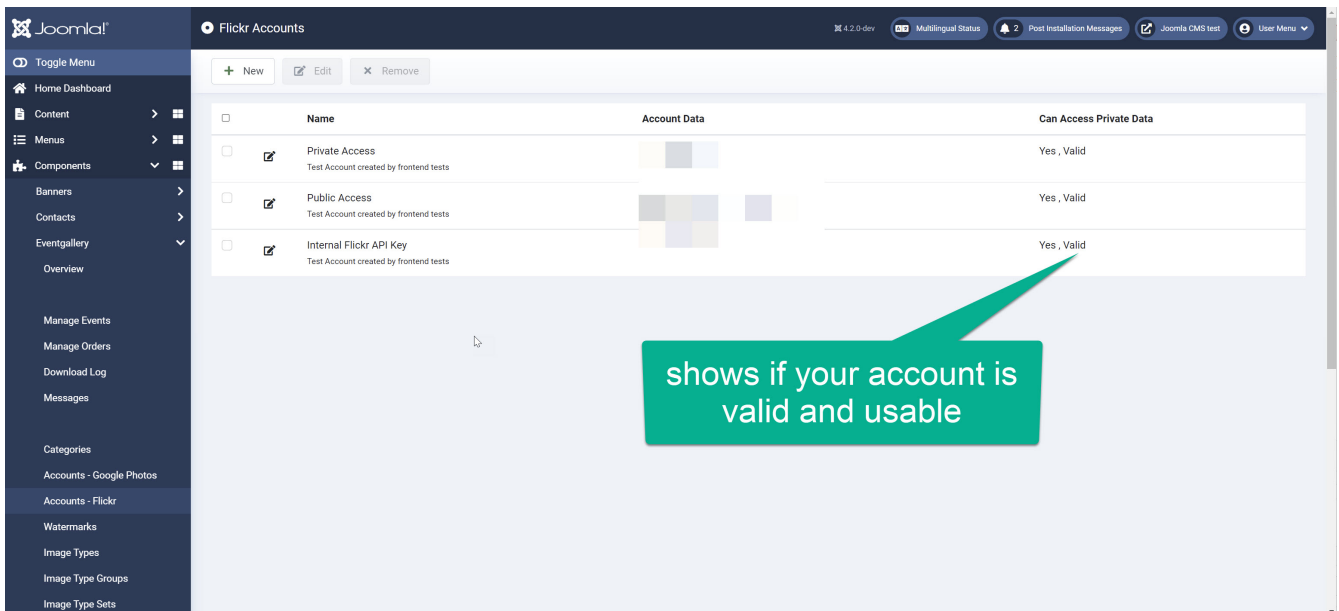 Joomla!®
Flickr Accounts
4.2.0-dev
Multilingual Status
2 Post Installation Messages
Joomla CMS test
User Menu
Toggle Menu
Home Dashboard
Content
Menus
Components
Banners
Contacts
Eventgallery
Overview
Manage Events
Manage Orders
Download Log
Messages
Categories
Accounts - Google Photos
Accounts - Flickr
Watermarks
Image Types
Image Type Groups
Image Type Sets
+ New
Edit
Remove
Name Account Data Can Access Private Data
Private Access Yes , Valid
Test Account created by frontend tests
Public Access Yes , Valid
Test Account created by frontend tests
Internal Flickr API Key Yes , Valid
Test Account created by frontend tests
shows if your account is
valid and usable